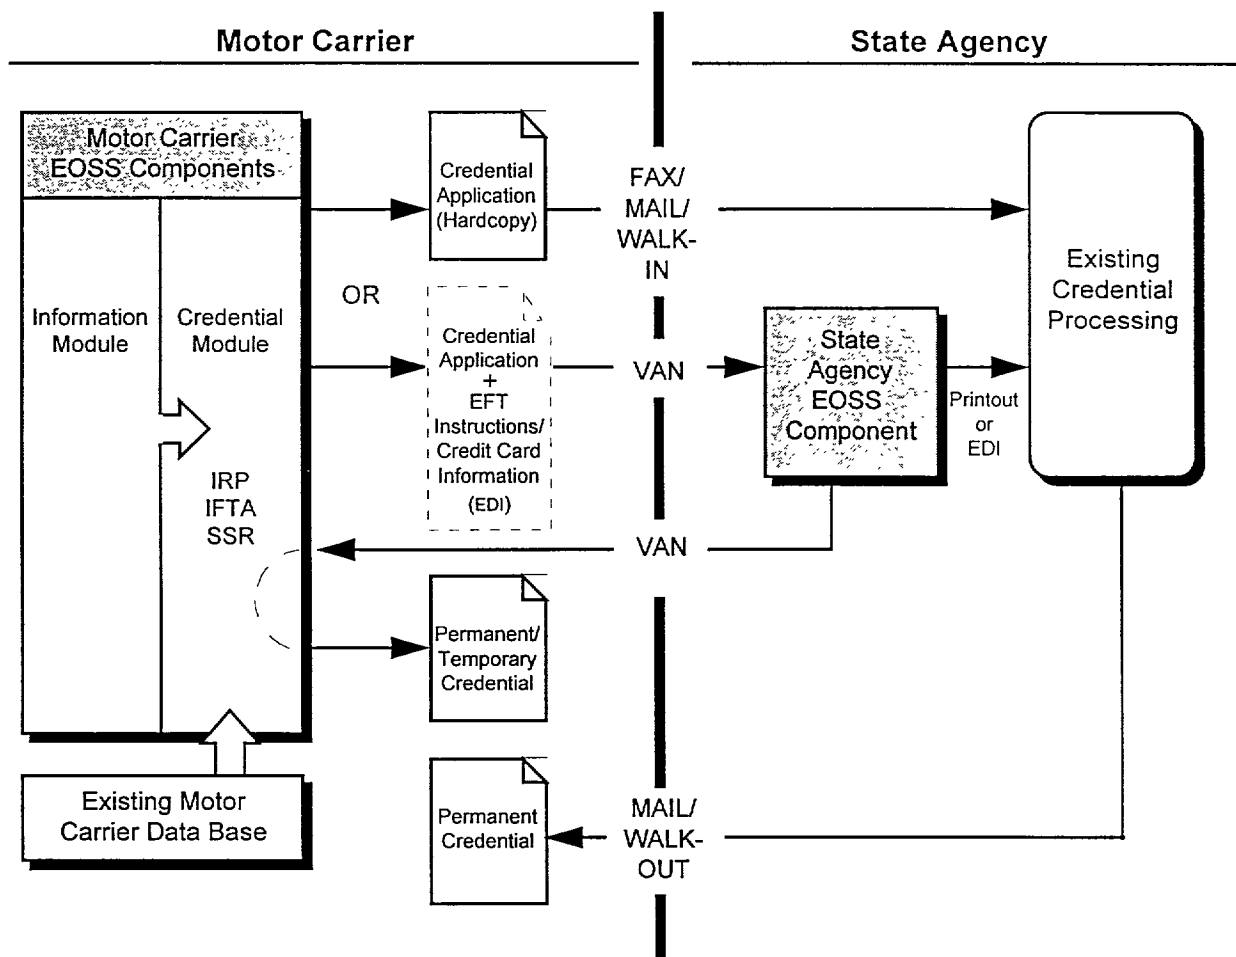 Motor Carrier
State Agency
Motor Carrier
EOSS Components
Information
Module
Credential
Module
IRP
IFTA
SSR
Existing Motor
Carrier Data Base
Credential
Application
(Hardcopy)
OR
Credential
Application
+
EFT
Instructions/
Credit Card
Information
(EDI)
Permanent/
Temporary
Credential
Permanent
Credential
FAX/
MAIL/
WALK-
IN
VAN
VAN
MAIL/
WALK-
OUT
State
Agency
EOSS
Component
Printout
or
EDI
Existing
Credential
Processing